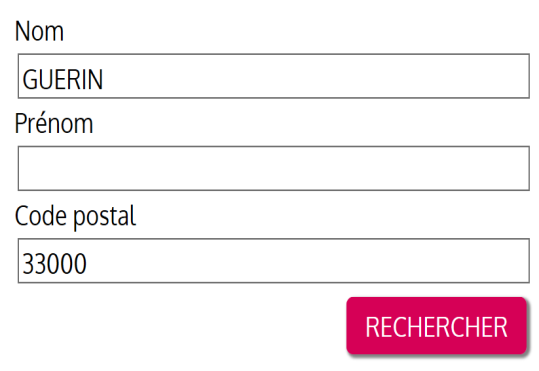 Nom
GUERIN
Prénom
Code postal
33000
RECHERCHER